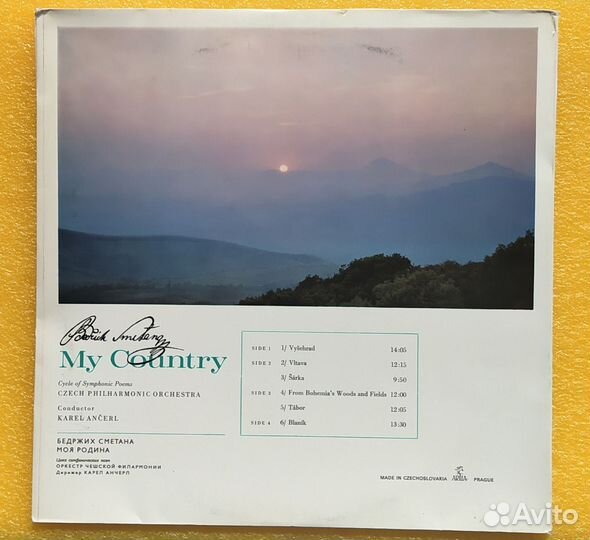 Bedřich Smetana
My Country
Cycle of Symphonic Poems
CZECH PHILHARMONIC ORCHESTRA
Conductor
KAREL ANČERL
БЕДРЖИХ СМЕТАНА
МОЯ РОДИНА
Цикл симфонических поэм
ОРКЕСТР ЧЕШСКОЙ ФИЛАРМОНИИ
Дирижер КАРЕЛ АНЧЕРЛ
SIDE 1 1/ Vyšehrad 14:05
SIDE 2 2/ Vltava 12:15
3/ Šárka 9:50
SIDE 3 4/ From Bohemia's Woods and Fields 12:00
5/ Tábor 12:05
SIDE 4 6/ Blaník 13:30
MADE IN CZECHOSLOVAKIA ARTIA PRAGUE
Avito